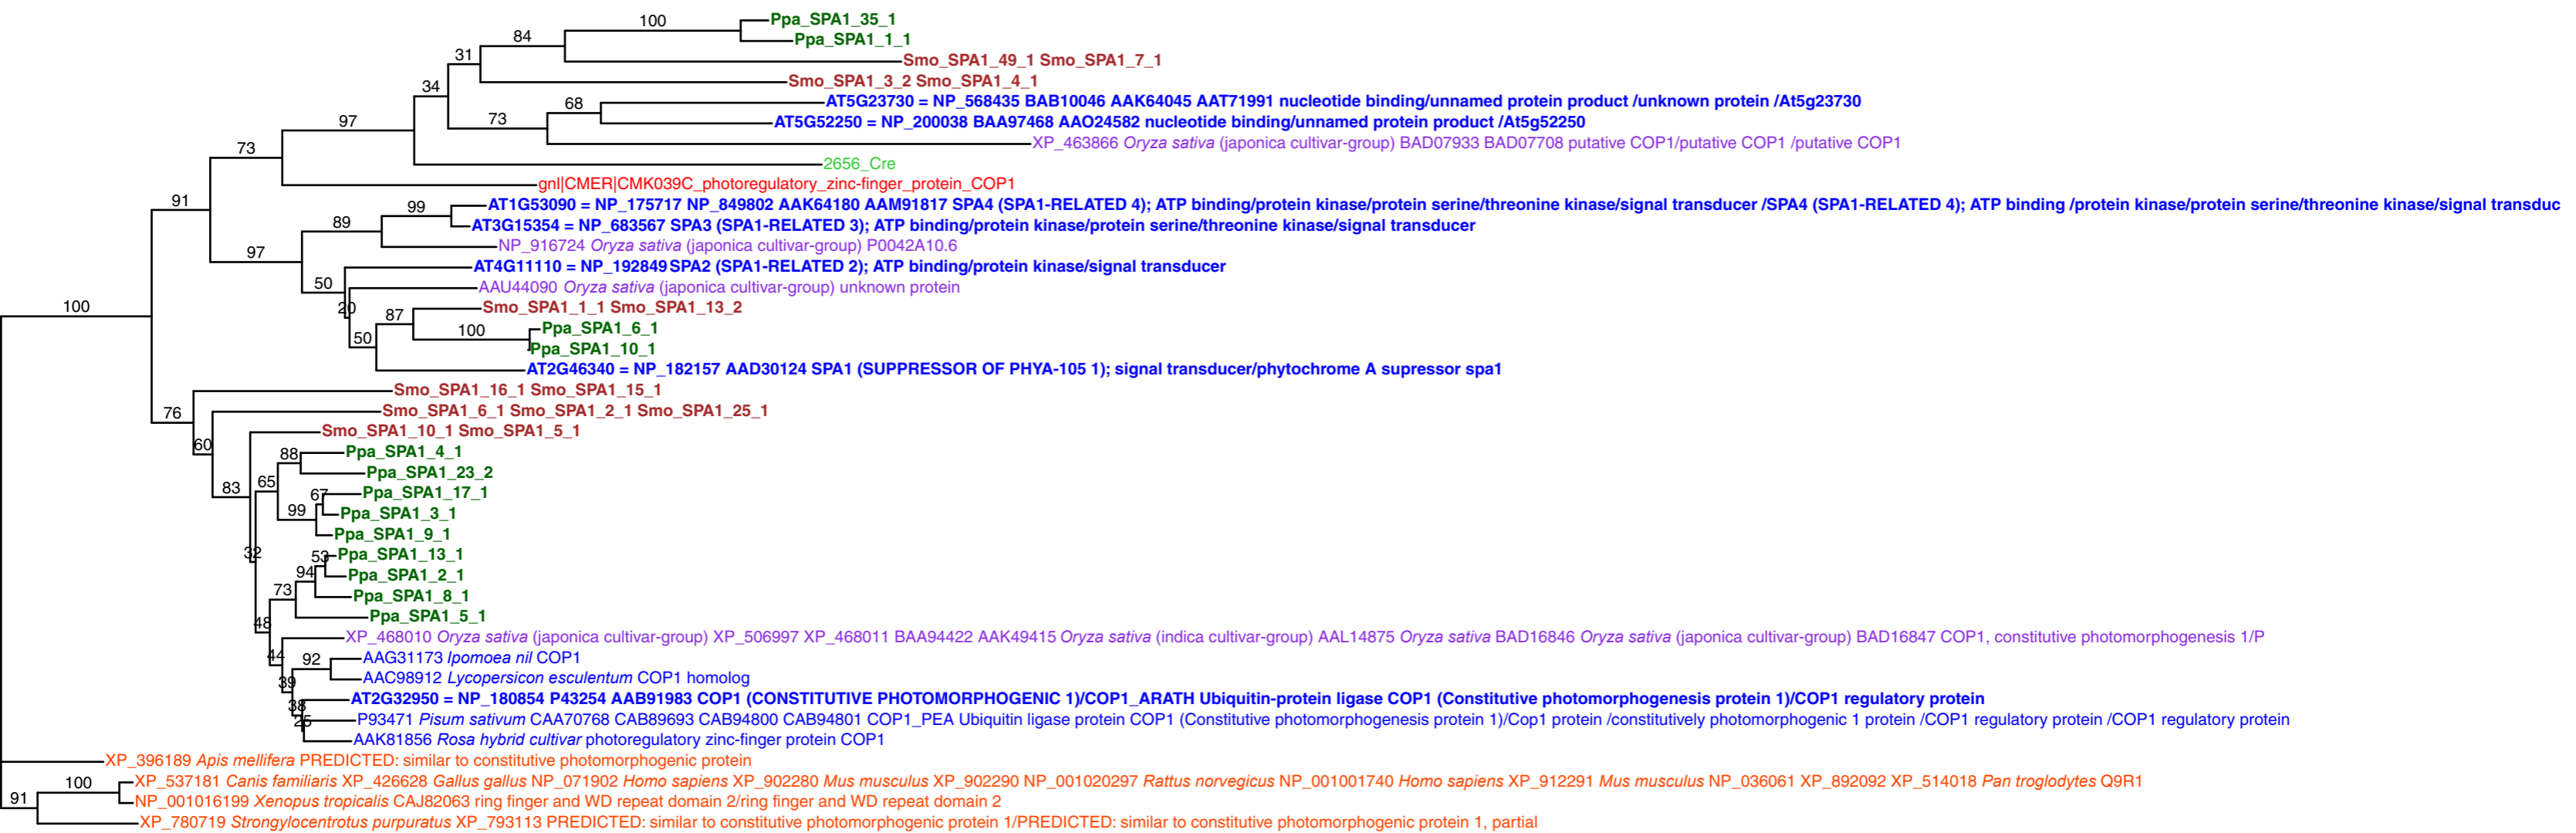 100
Ppa_SPA1_35_1
84
Ppa_SPA1_1_1
31
Smo_SPA1_49_1 Smo_SPA1_7_1
Smo_SPA1_3_2 Smo_SPA1_4_1
34
68
AT5G23730 = NP_568435 BAB10046 AAK64045 AAT71991 nucleotide binding/unnamed protein product /unknown protein /At5g23730
97
73
AT5G52250 = NP_200038 BAA97468 AAO24582 nucleotide binding/unnamed protein product /At5g52250
XP_463866 Oryza sativa (japonica cultivar-group) BAD07933 BAD07708 putative COP1/putative COP1 /putative COP1
73
2656_Cre
gnl|CMER|CMK039C_photoregulatory_zinc-finger_protein_COP1
91
99
AT1G53090 = NP_175717 NP_849802 AAK64180 AAM91817 SPA4 (SPA1-RELATED 4); ATP binding/protein kinase/protein serine/threonine kinase/signal transducer /SPA4 (SPA1-RELATED 4); ATP binding /protein kinase/protein serine/threonine kinase/signal transduc
89
AT3G15354 = NP_683567 SPA3 (SPA1-RELATED 3); ATP binding/protein kinase/protein serine/threonine kinase/signal transducer
NP_916724 Oryza sativa (japonica cultivar-group) P0042A10.6
97
AT4G11110 = NP_192849 SPA2 (SPA1-RELATED 2); ATP binding/protein kinase/signal transducer
50
AAU44090 Oryza sativa (japonica cultivar-group) unknown protein
100
20
87
Smo_SPA1_1_1 Smo_SPA1_13_2
100
Ppa_SPA1_6_1
50
Ppa_SPA1_10_1
AT2G46340 = NP_182157 AAD30124 SPA1 (SUPPRESSOR OF PHYA-105 1); signal transducer/phytochrome A supressor spa1
Smo_SPA1_16_1 Smo_SPA1_15_1
76
Smo_SPA1_6_1 Smo_SPA1_2_1 Smo_SPA1_25_1
60
Smo_SPA1_10_1 Smo_SPA1_5_1
88
Ppa_SPA1_4_1
Ppa_SPA1_23_2
83
65
67
Ppa_SPA1_17_1
99
Ppa_SPA1_3_1
Ppa_SPA1_9_1
32
53
Ppa_SPA1_13_1
94
Ppa_SPA1_2_1
73
Ppa_SPA1_8_1
Ppa_SPA1_5_1
48
XP_468010 Oryza sativa (japonica cultivar-group) XP_506997 XP_468011 BAA94422 AAK49415 Oryza sativa (indica cultivar-group) AAL14875 Oryza sativa BAD16846 Oryza sativa (japonica cultivar-group) BAD16847 COP1, constitutive photomorphogenesis 1/P
44
92
AAG31173 Ipomoea nil COP1
AAC98912 Lycopersicon esculentum COP1 homolog
39
AT2G32950 = NP_180854 P43254 AAB91983 COP1 (CONSTITUTIVE PHOTOMORPHOGENIC 1)/COP1_ARATH Ubiquitin-protein ligase COP1 (Constitutive photomorphogenesis protein 1)/COP1 regulatory protein
38
25
P93471 Pisum sativum CAA70768 CAB89693 CAB94800 CAB94801 COP1_PEA Ubiquitin ligase protein COP1 (Constitutive photomorphogenesis protein 1)/Cop1 protein /constitutively photomorphogenic 1 protein /COP1 regulatory protein /COP1 regulatory protein
AAK81856 Rosa hybrid cultivar photoregulatory zinc-finger protein COP1
XP_396189 Apis mellifera PREDICTED: similar to constitutive photomorphogenic protein
100
XP_537181 Canis familiaris XP_426628 Gallus gallus NP_071902 Homo sapiens XP_902280 Mus musculus XP_902290 NP_001020297 Rattus norvegicus NP_001001740 Homo sapiens XP_912291 Mus musculus NP_036061 XP_892092 XP_514018 Pan troglodytes Q9R1
91
NP_001016199 Xenopus tropicalis CAJ82063 ring finger and WD repeat domain 2/ring finger and WD repeat domain 2
XP_780719 Strongylocentrotus purpuratus XP_793113 PREDICTED: similar to constitutive photomorphogenic protein 1/PREDICTED: similar to constitutive photomorphogenic protein 1, partial